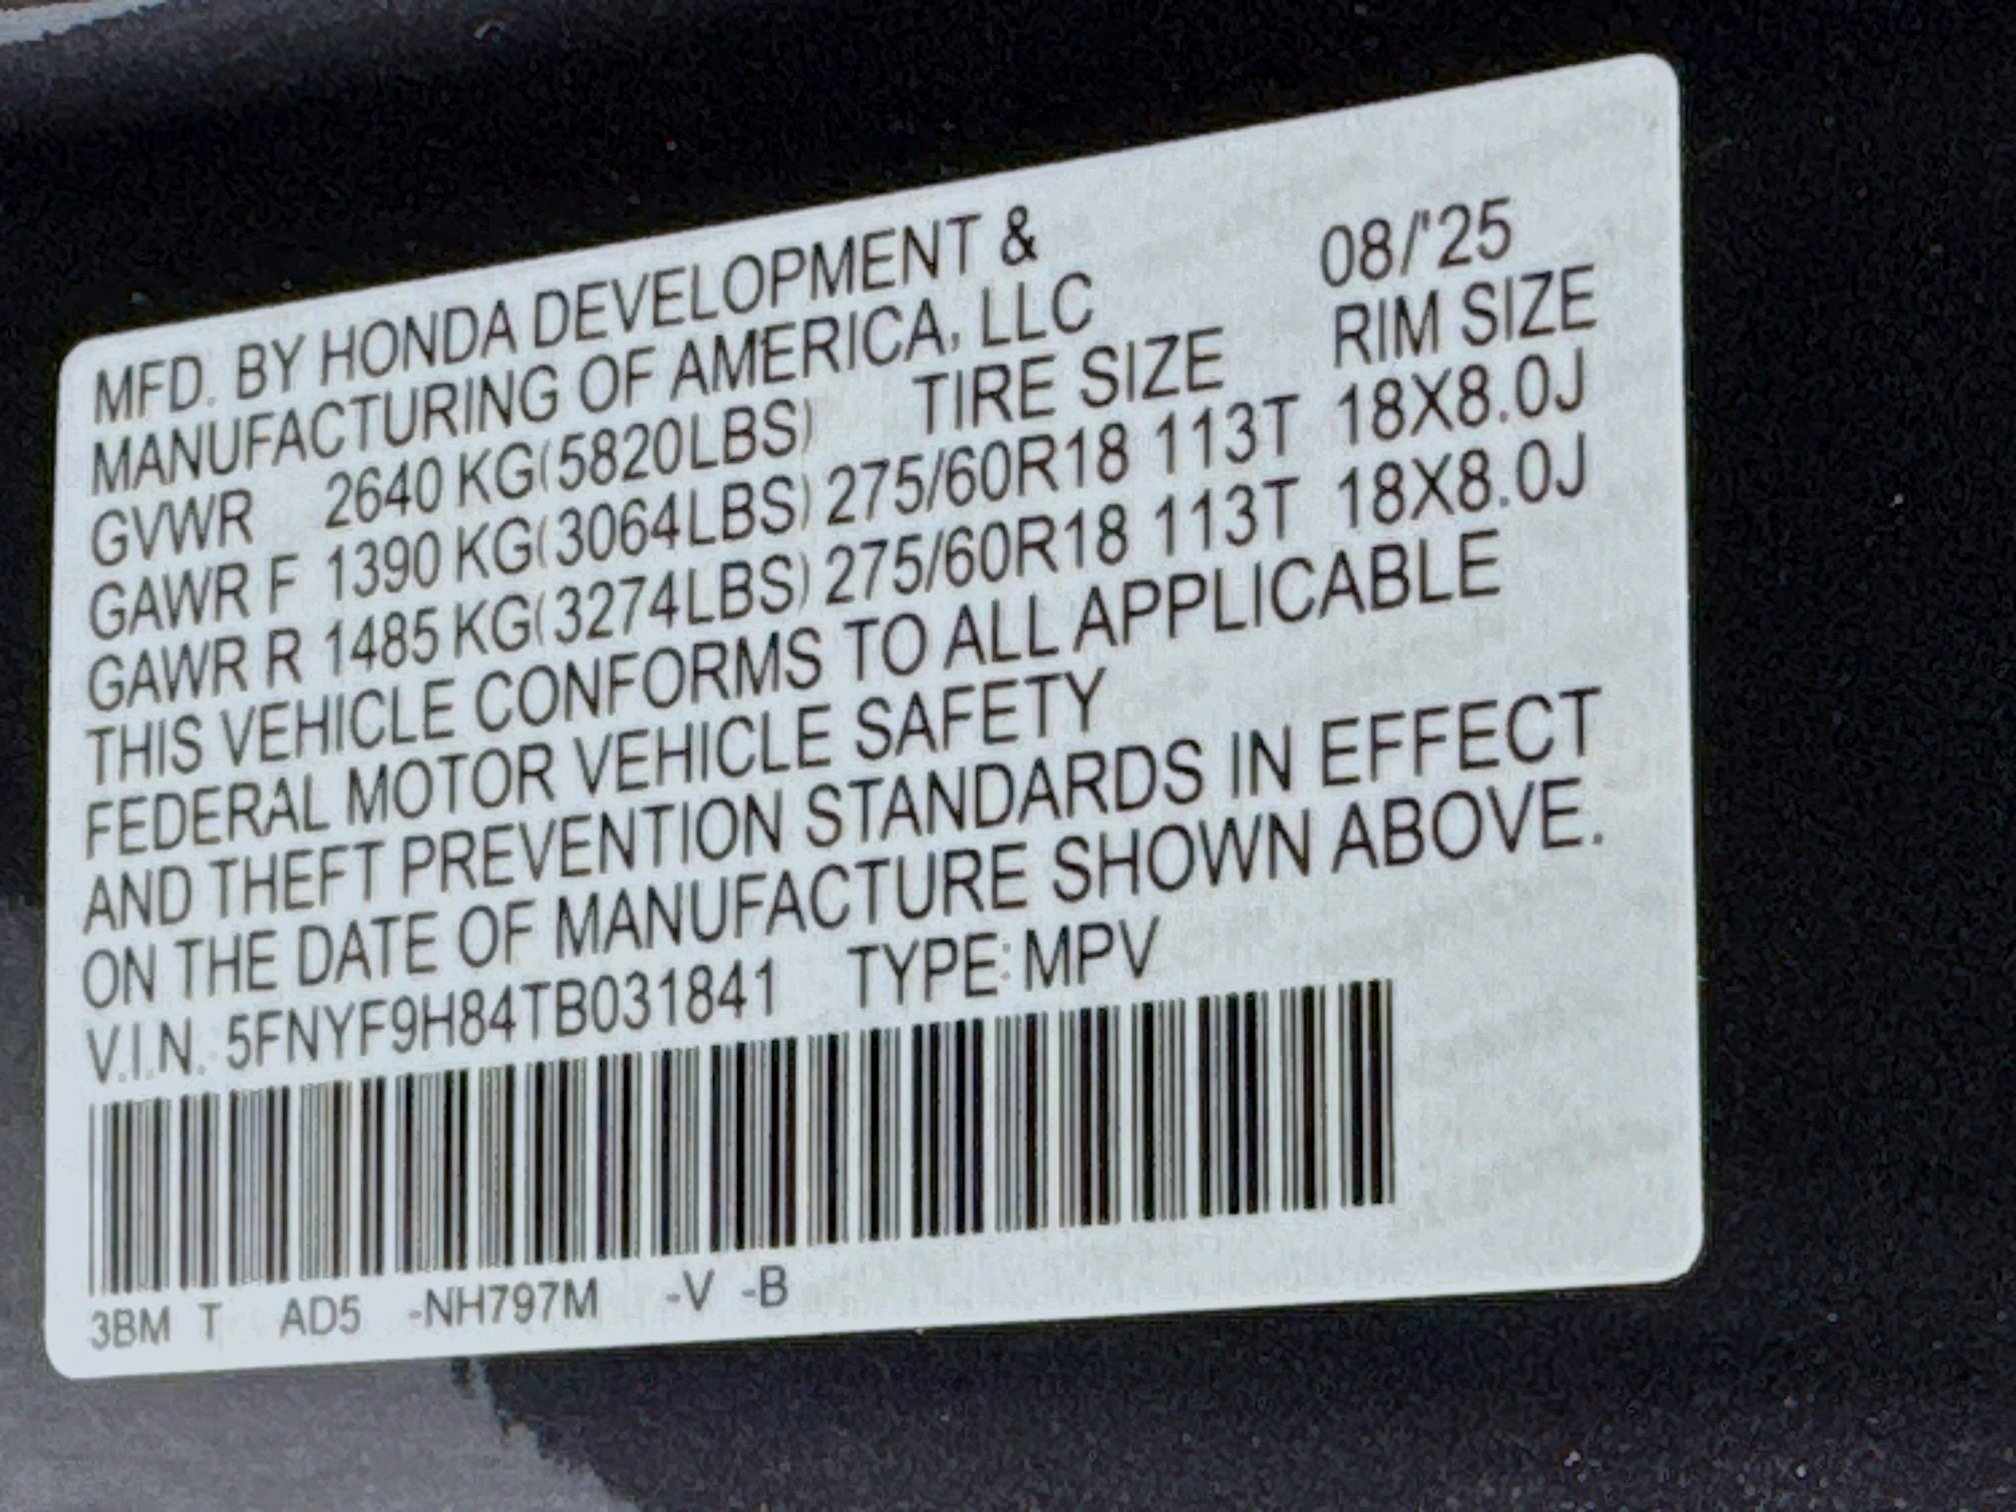 MFD. BY HONDA DEVELOPMENT & 08/'25
MANUFACTURING OF AMERICA, LLC RIM SIZE
GVWR 2640 KG(5820LBS) TIRE SIZE
GAWR F 1390 KG(3064LBS) 275/60R18 113T 18X8.0J
GAWR R 1485 KG(3274LBS) 275/60R18 113T 18X8.0J
THIS VEHICLE CONFORMS TO ALL APPLICABLE
FEDERAL MOTOR VEHICLE SAFETY
AND THEFT PREVENTION STANDARDS IN EFFECT
ON THE DATE OF MANUFACTURE SHOWN ABOVE.
V.I.N. 5FNYF9H84TB031841 TYPE: MPV
3BM T AD5 -NH797M -V -B